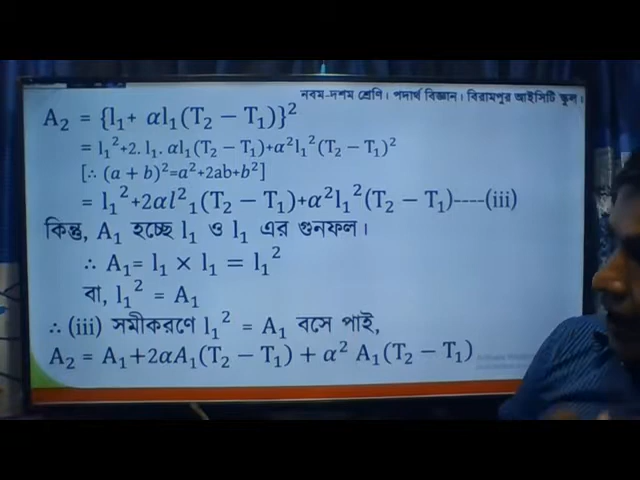 নবম-দশম শ্রেণি। পদার্থ বিজ্ঞান। বিরামপুর আইসিটি স্কুল।
A₂ = {l₁+ αl₁(T₂ − T₁)}²
= l₁²+2. l₁. αl₁(T₂ − T₁)+α²l₁²(T₂ − T₁)²
[∴ (a + b)²=a²+2ab+b²]
= l₁²+2αl²₁(T₂ − T₁)+α²l₁²(T₂ − T₁)----(iii)
কিন্তু, A₁ হচ্ছে l₁ ও l₁ এর গুনফল।
∴ A₁= l₁ × l₁ = l₁²
বা, l₁² = A₁
∴ (iii) সমীকরণে l₁² = A₁ বসে পাই,
A₂ = A₁+2αA₁(T₂ − T₁) + α² A₁(T₂ − T₁)